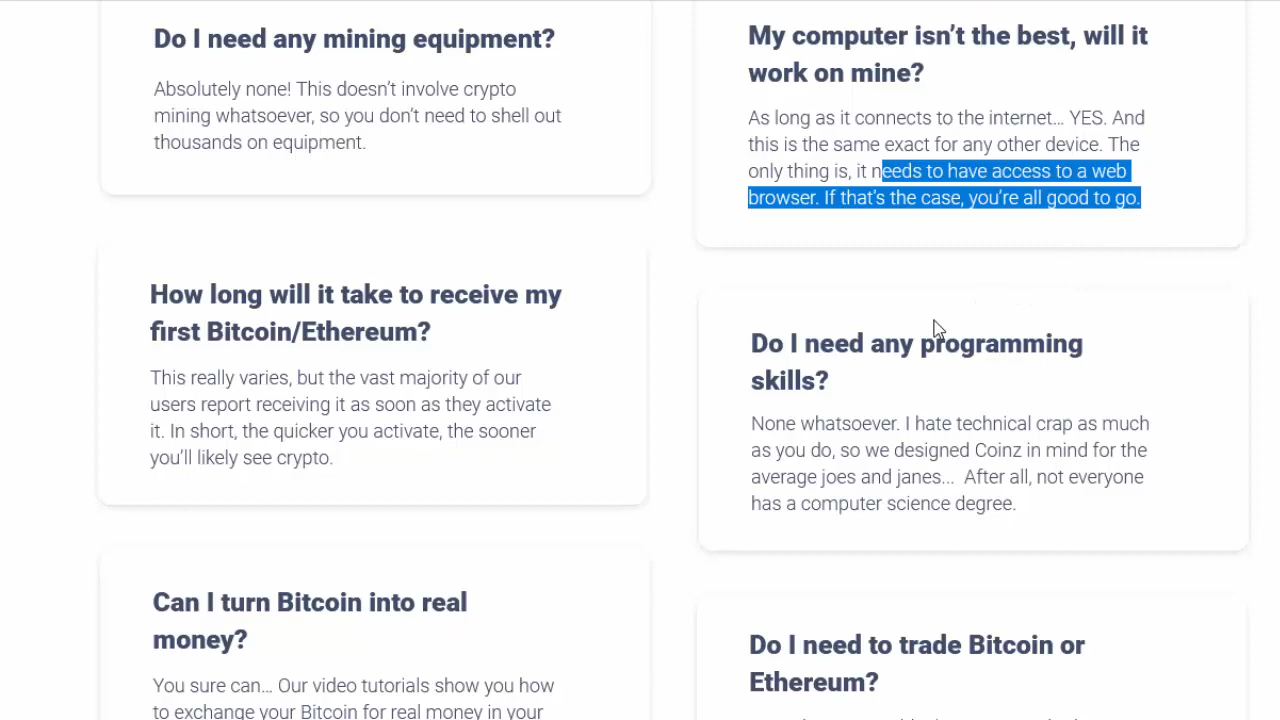 Do I need any mining equipment?
Absolutely none! This doesn’t involve crypto
mining whatsoever, so you don’t need to shell out
thousands on equipment.
How long will it take to receive my
first Bitcoin/Ethereum?
This really varies, but the vast majority of our
users report receiving it as soon as they activate
it. In short, the quicker you activate, the sooner
you’ll likely see crypto.
Can I turn Bitcoin into real
money?
You sure can... Our video tutorials show you how
to exchange your Bitcoin for real money in your
My computer isn’t the best, will it
work on mine?
As long as it connects to the internet... YES. And
this is the same exact for any other device. The
only thing is, it needs to have access to a web
browser. If that’s the case, you’re all good to go.
Do I need any programming
skills?
None whatsoever. I hate technical crap as much
as you do, so we designed Coinz in mind for the
average joes and janes... After all, not everyone
has a computer science degree.
Do I need to trade Bitcoin or
Ethereum?